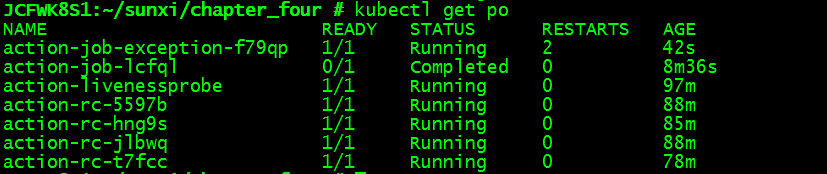 JCFWK8S1:~/sunxi/chapter_four # kubectl get po
NAME READY STATUS RESTARTS AGE
action-job-exception-f79qp 1/1 Running 2 42s
action-job-lcfql 0/1 Completed 0 8m36s
action-livenessprobe 1/1 Running 0 97m
action-rc-5597b 1/1 Running 0 88m
action-rc-hng9s 1/1 Running 0 85m
action-rc-jlbwq 1/1 Running 0 88m
action-rc-t7fcc 1/1 Running 0 78m